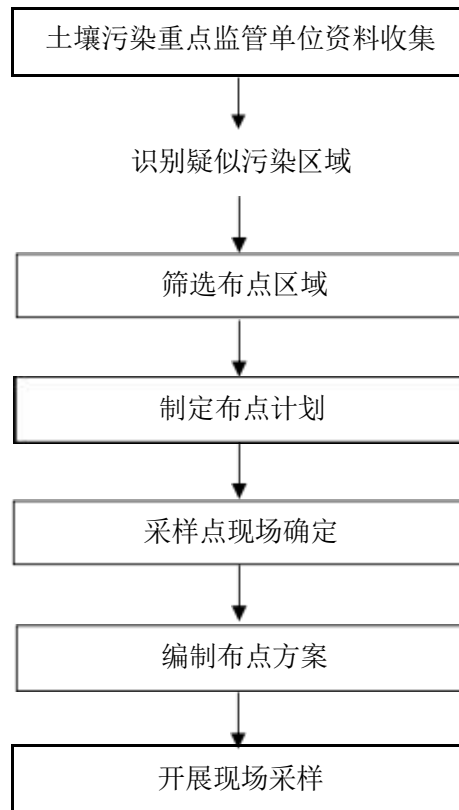 土壤污染重点监管单位资料收集
识别疑似污染区域
筛选布点区域
制定布点计划
采样点现场确定
编制布点方案
开展现场采样